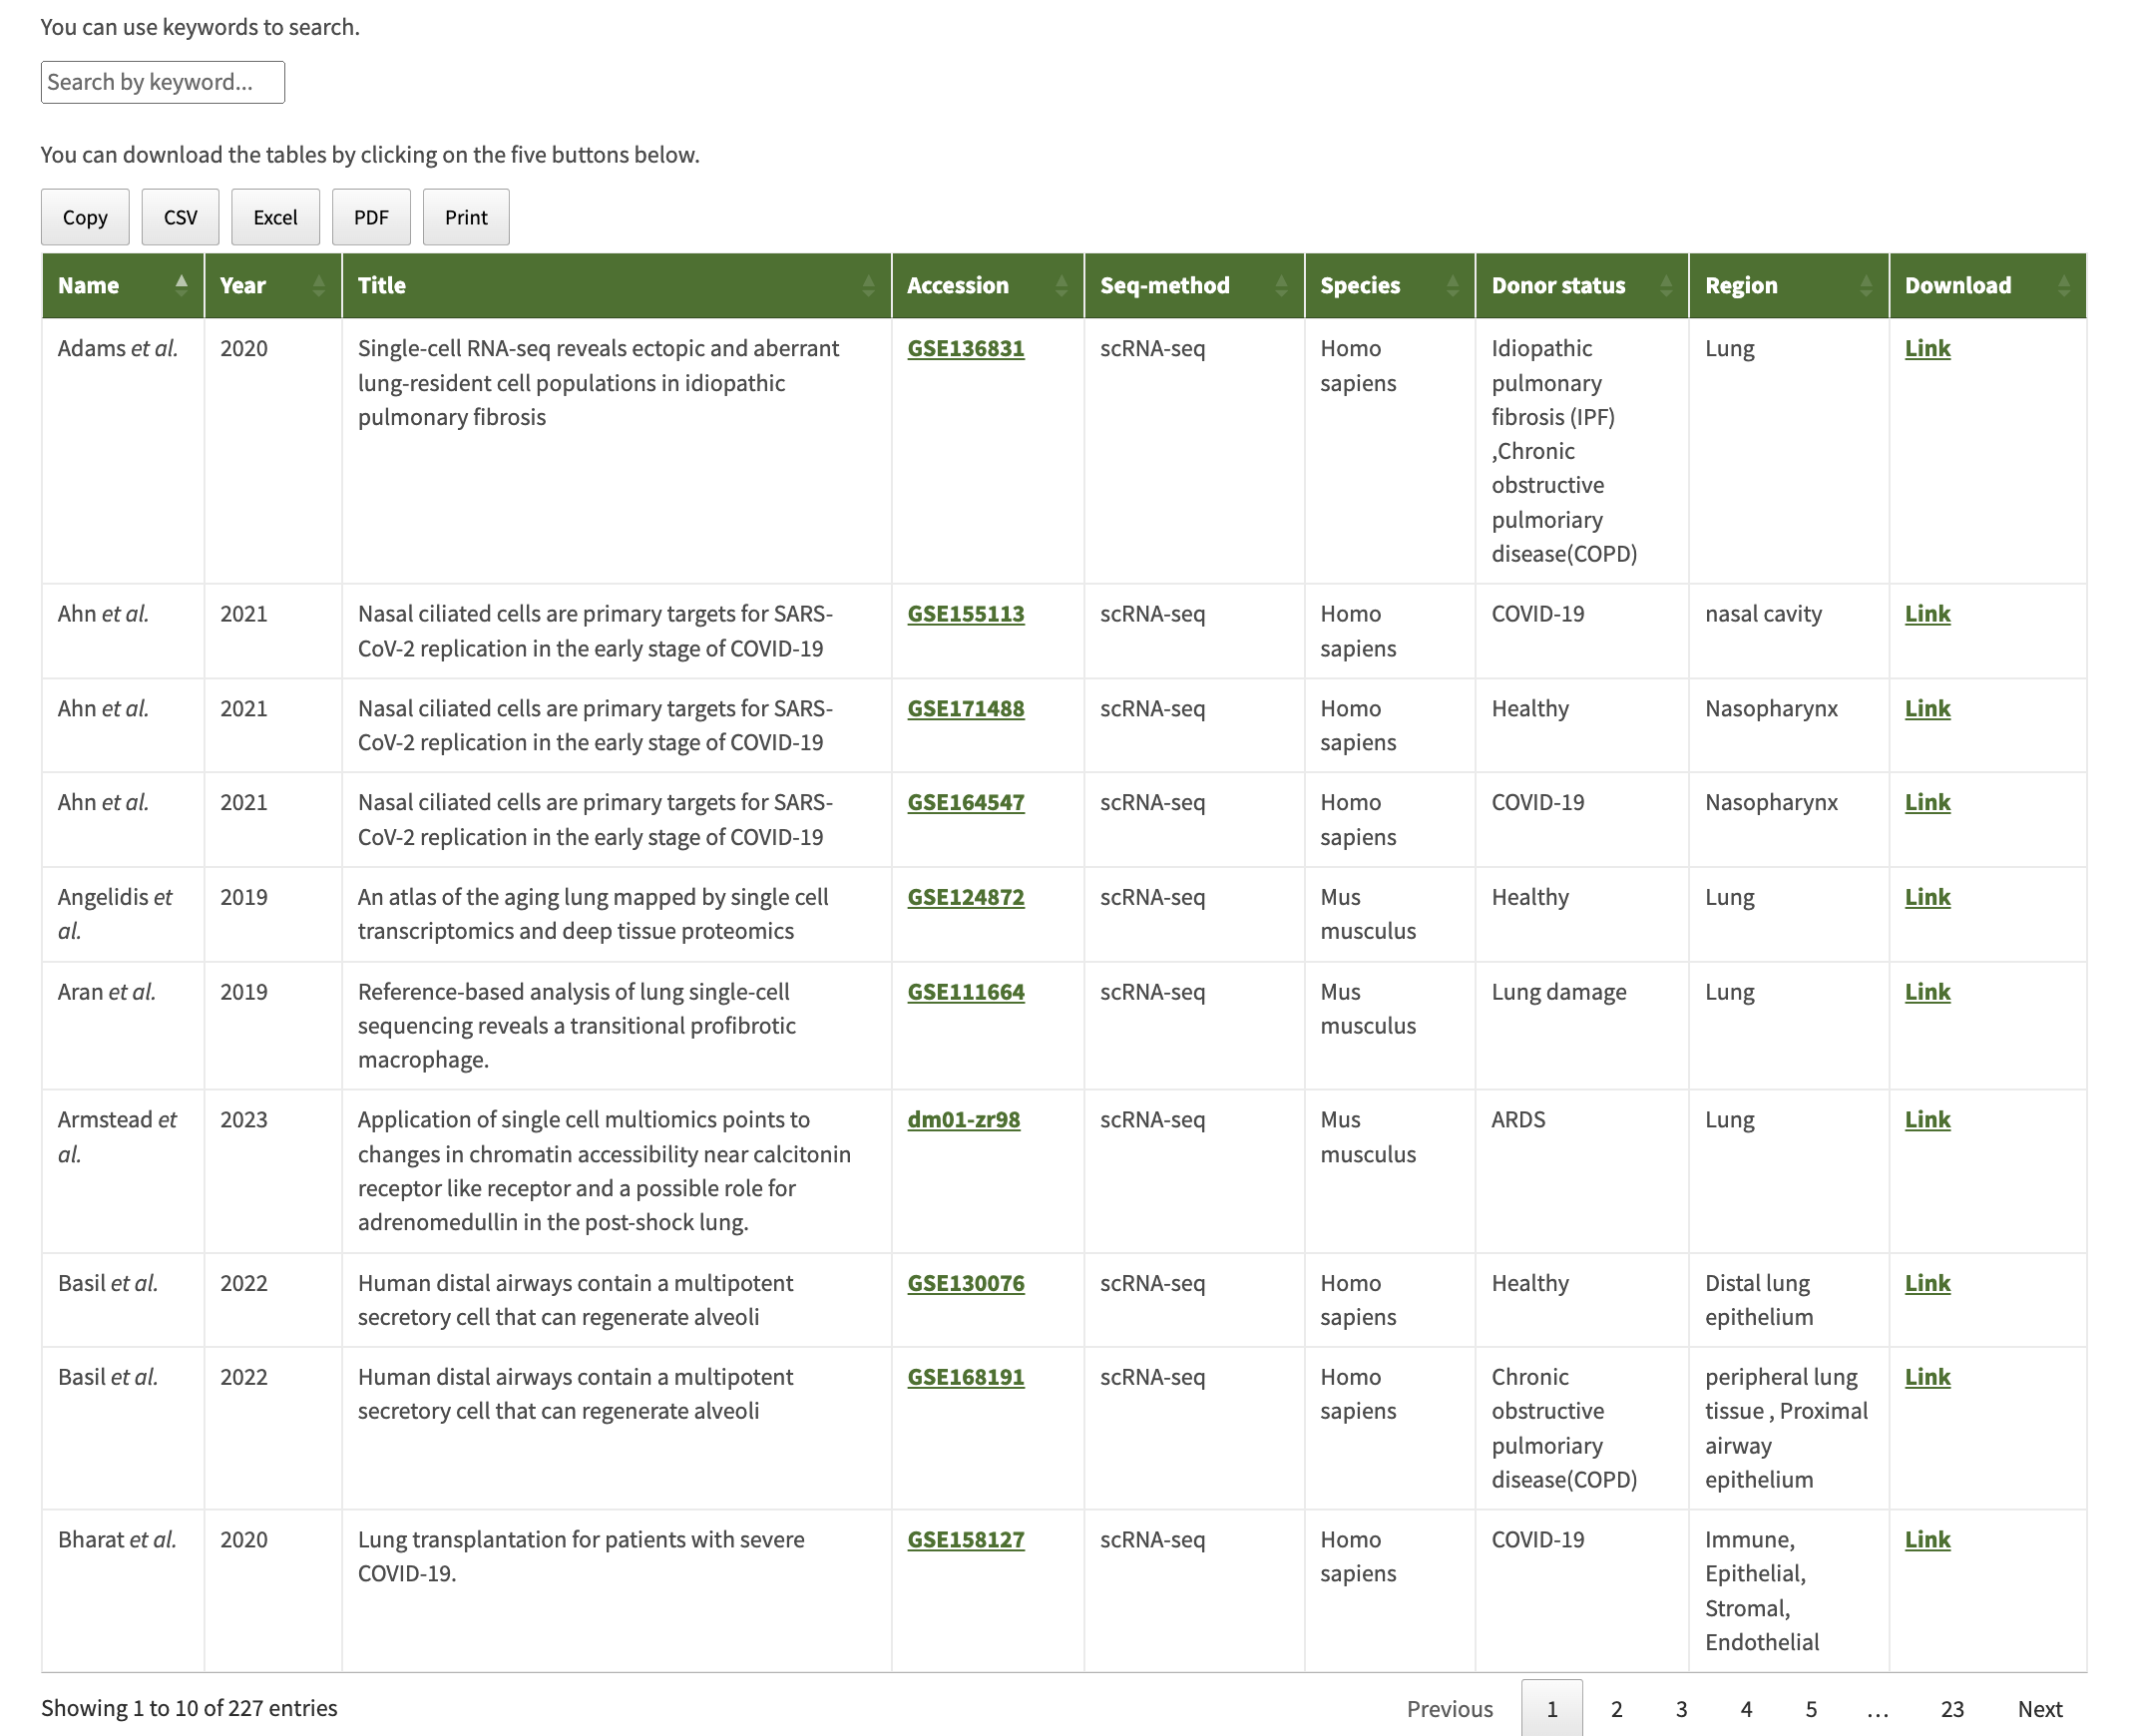 You can use keywords to search.
Search by keyword...
You can download the tables by clicking on the five buttons below.
Copy CSV Excel PDF Print
Name Year Title Accession Seq-method Species Donor status Region Download
Adams et al. 2020 Single-cell RNA-seq reveals ectopic and aberrant GSE136831 scRNA-seq Homo Idiopathic Lung Link
lung-resident cell populations in idiopathic sapiens pulmonary
pulmonary fibrosis fibrosis (IPF)
,Chronic
obstructive
pulmoriary
disease(COPD)
Ahn et al. 2021 Nasal ciliated cells are primary targets for SARS- GSE155113 scRNA-seq Homo COVID-19 nasal cavity Link
CoV-2 replication in the early stage of COVID-19 sapiens
Ahn et al. 2021 Nasal ciliated cells are primary targets for SARS- GSE171488 scRNA-seq Homo Healthy Nasopharynx Link
CoV-2 replication in the early stage of COVID-19 sapiens
Ahn et al. 2021 Nasal ciliated cells are primary targets for SARS- GSE164547 scRNA-seq Homo COVID-19 Nasopharynx Link
CoV-2 replication in the early stage of COVID-19 sapiens
Angelidis et 2019 An atlas of the aging lung mapped by single cell GSE124872 scRNA-seq Mus Healthy Lung Link
al. transcriptomics and deep tissue proteomics musculus
Aran et al. 2019 Reference-based analysis of lung single-cell GSE111664 scRNA-seq Mus Lung damage Lung Link
sequencing reveals a transitional profibrotic musculus
macrophage.
Armstead et 2023 Application of single cell multiomics points to dm01-zr98 scRNA-seq Mus ARDS Lung Link
al. changes in chromatin accessibility near calcitonin musculus
receptor like receptor and a possible role for
adrenomedullin in the post-shock lung.
Basil et al. 2022 Human distal airways contain a multipotent GSE130076 scRNA-seq Homo Healthy Distal lung Link
secretory cell that can regenerate alveoli sapiens epithelium
Basil et al. 2022 Human distal airways contain a multipotent GSE168191 scRNA-seq Homo Chronic peripheral lung Link
secretory cell that can regenerate alveoli sapiens obstructive tissue , Proximal
pulmoriary airway
disease(COPD) epithelium
Bharat et al. 2020 Lung transplantation for patients with severe GSE158127 scRNA-seq Homo COVID-19 Immune, Link
COVID-19. sapiens Epithelial,
Stromal,
Endothelial
Showing 1 to 10 of 227 entries Previous 1 2 3 4 5 … 23 Next